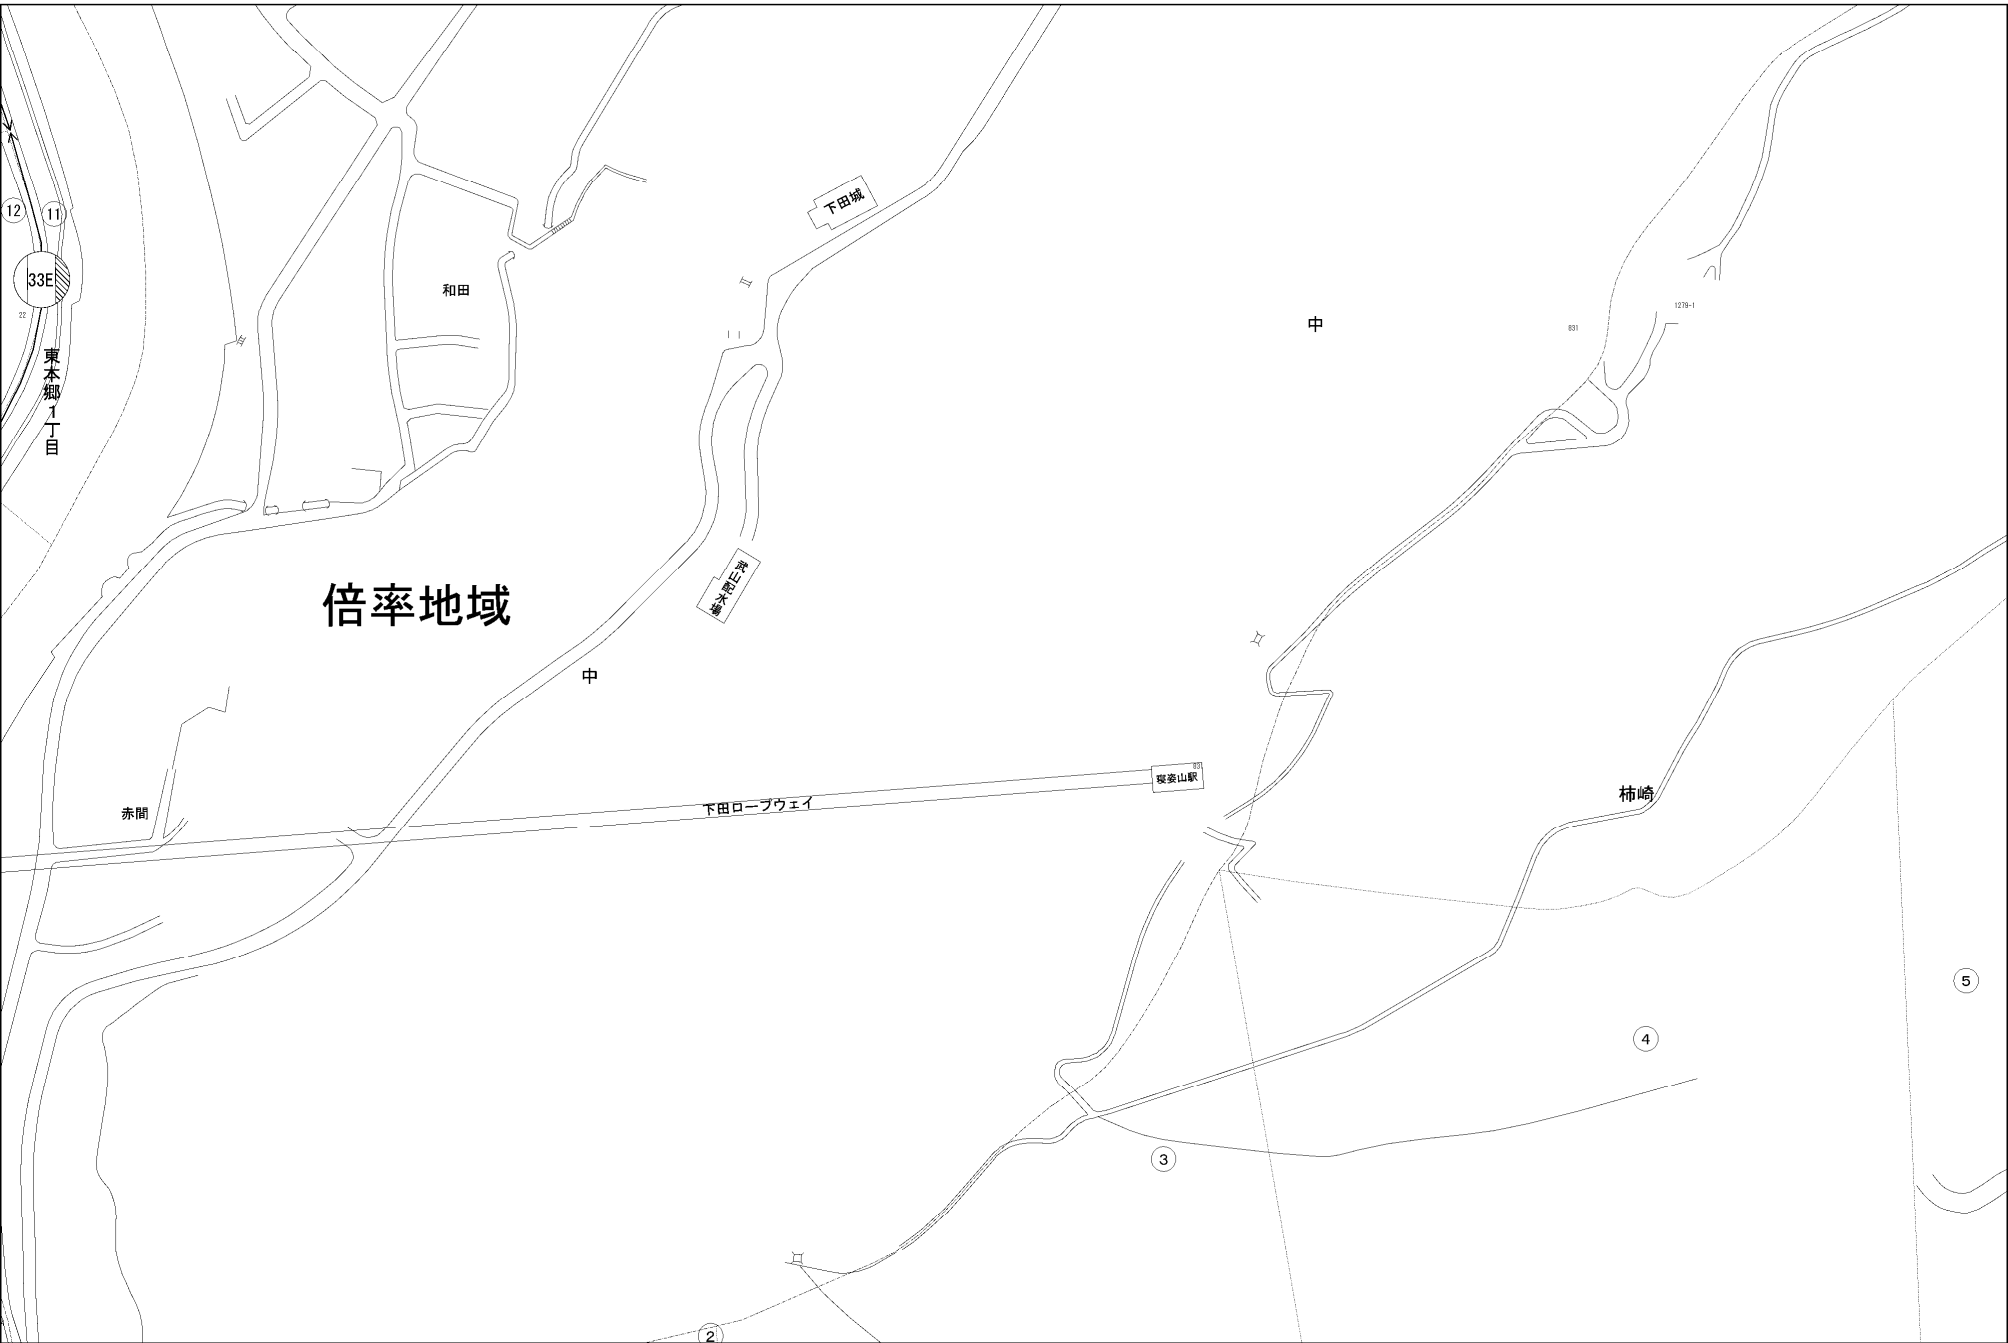 12
11
下田城
33E
和田
22
1279-1
中
831
東本郷1丁目
武山配水場
倍率地域
中
寝姿山駅
83
柿崎
下田ロープウェイ
赤間
5
4
3
2